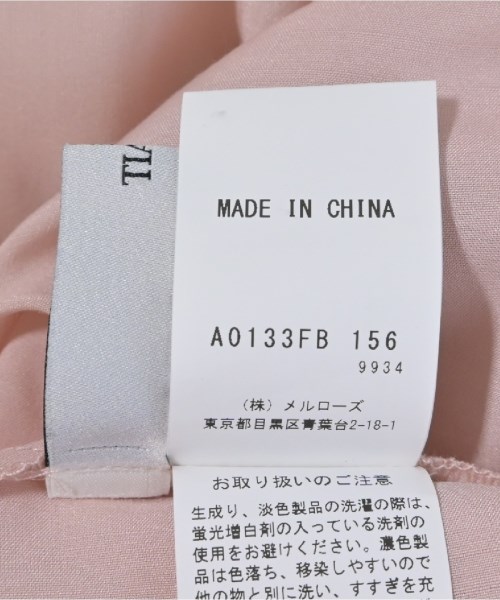 MADE IN CHINA
A0133FB 156
9934
(株) メルローズ
東京都目黒区青葉台2-18-1
お取り扱いのご注意
生成り、淡色製品の洗濯の際は、
蛍光増白剤の入っている洗剤の
使用をお避けください。濃色製
品は色落ち、移染しやすいので
他の物と別に洗い、すすぎを充